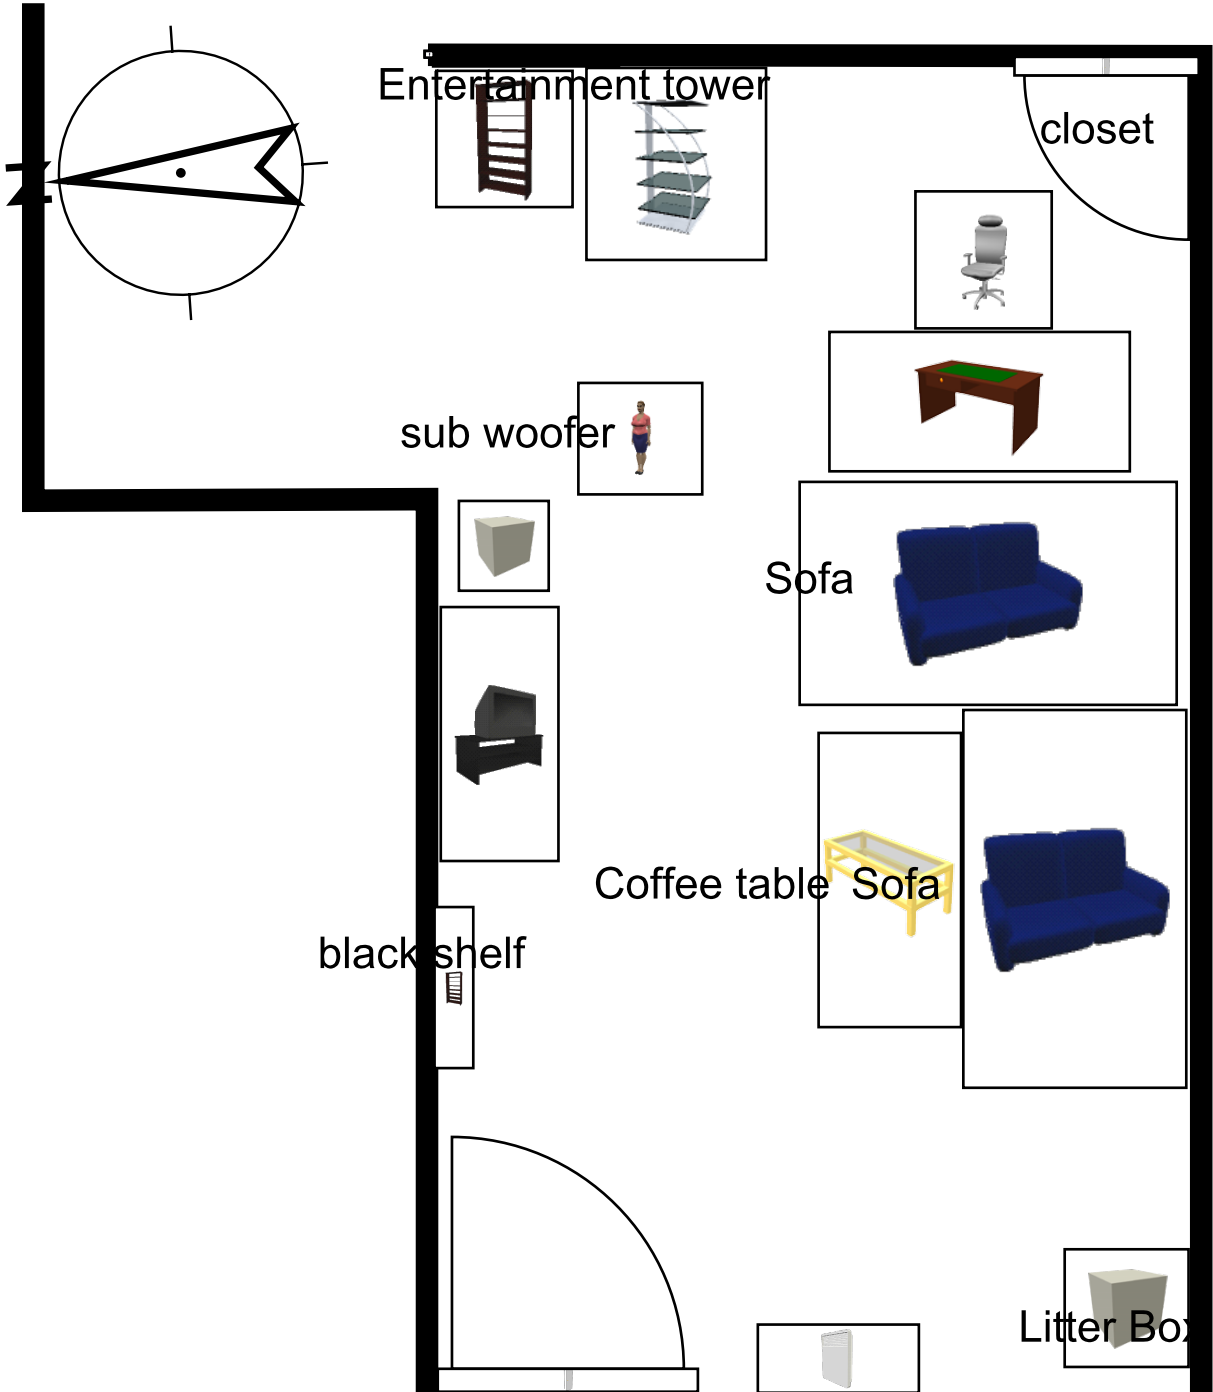 Entertainment tower
closet
sub woofer
Sofa
Coffee table
Sofa
black shelf
Litter Box
N